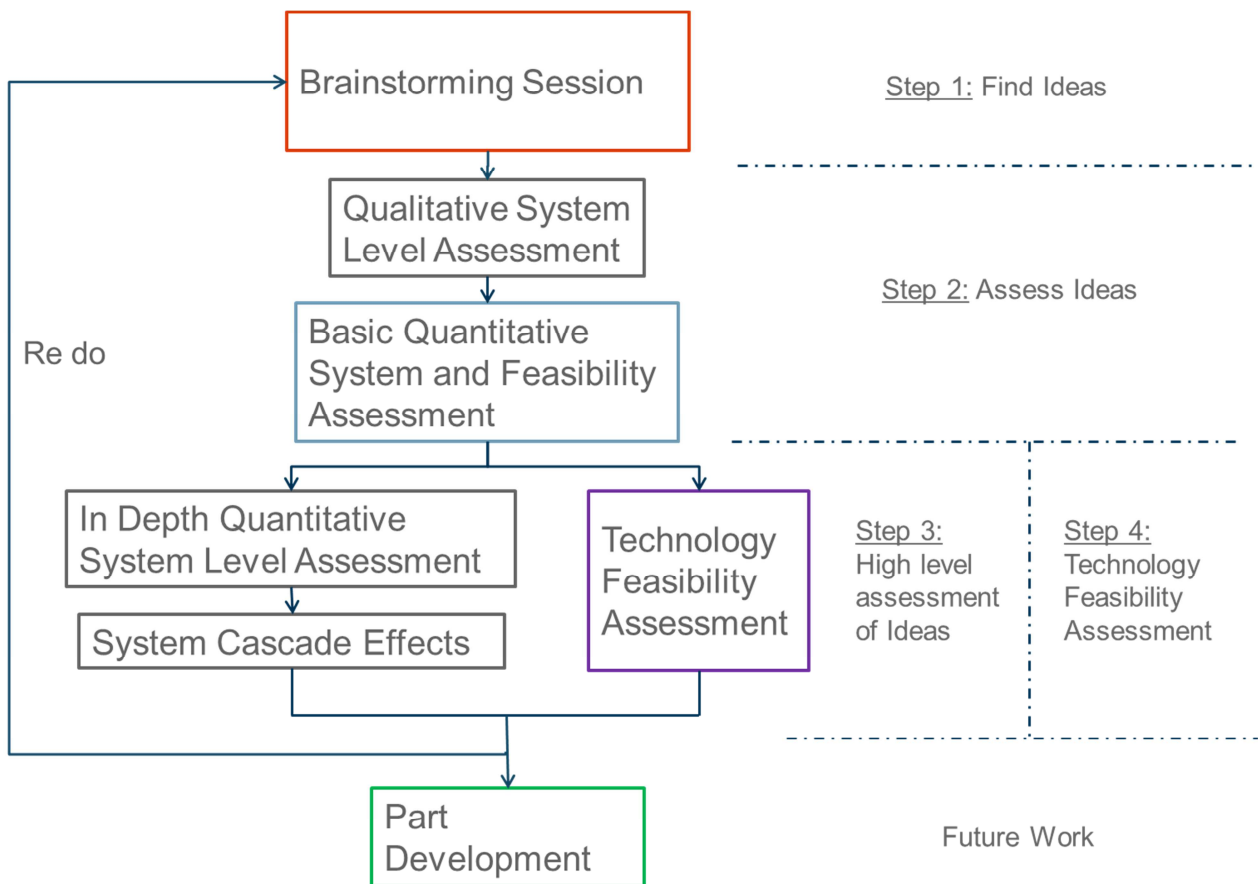 Brainstorming Session
Step 1: Find Ideas
Qualitative System
Level Assessment
Step 2: Assess Ideas
Basic Quantitative
System and Feasibility
Assessment
Re do
In Depth Quantitative
System Level Assessment
System Cascade Effects
Technology
Feasibility
Assessment
Step 3:
High level
assessment
of Ideas
Step 4:
Technology
Feasibility
Assessment
Part
Development
Future Work